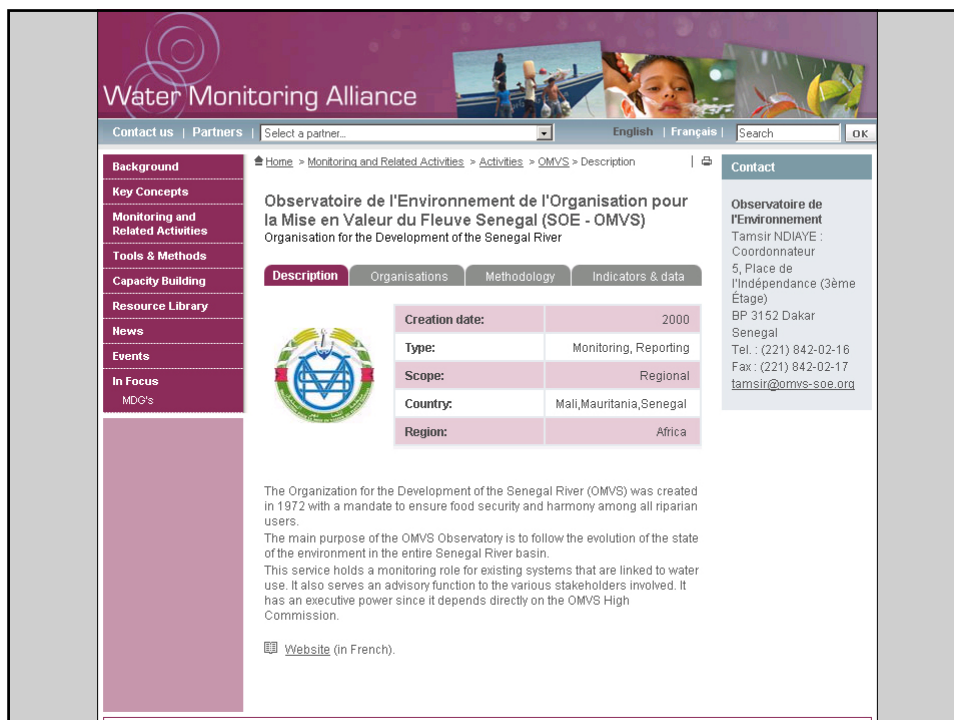 Water Monitoring Alliance
Contact us | Partners | Select a partner... English | Français | Search OK
Background
Key Concepts
Monitoring and
Related Activities
Tools & Methods
Capacity Building
Resource Library
News
Events
In Focus
MDG's
Home > Monitoring and Related Activities > Activities > OMVS > Description |
Observatoire de l'Environnement de l'Organisation pour
la Mise en Valeur du Fleuve Senegal (SOE - OMVS)
Organisation for the Development of the Senegal River
Description Organisations Methodology Indicators & data
Creation date: 2000
Type: Monitoring, Reporting
Scope: Regional
Country: Mali,Mauritania,Senegal
Region: Africa
The Organization for the Development of the Senegal River (OMVS) was created
in 1972 with a mandate to ensure food security and harmony among all riparian
users.
The main purpose of the OMVS Observatory is to follow the evolution of the state
of the environment in the entire Senegal River basin.
This service holds a monitoring role for existing systems that are linked to water
use. It also serves an advisory function to the various stakeholders involved. It
has an executive power since it depends directly on the OMVS High
Commission.
Website (in French).
Contact
Observatoire de
l'Environnement
Tamsir NDIAYE :
Coordonnateur
5, Place de
l'Indépendance (3ème
Étage)
BP 3152 Dakar
Senegal
Tel. : (221) 842-02-16
Fax : (221) 842-02-17
tamsir@omvs-soe.org